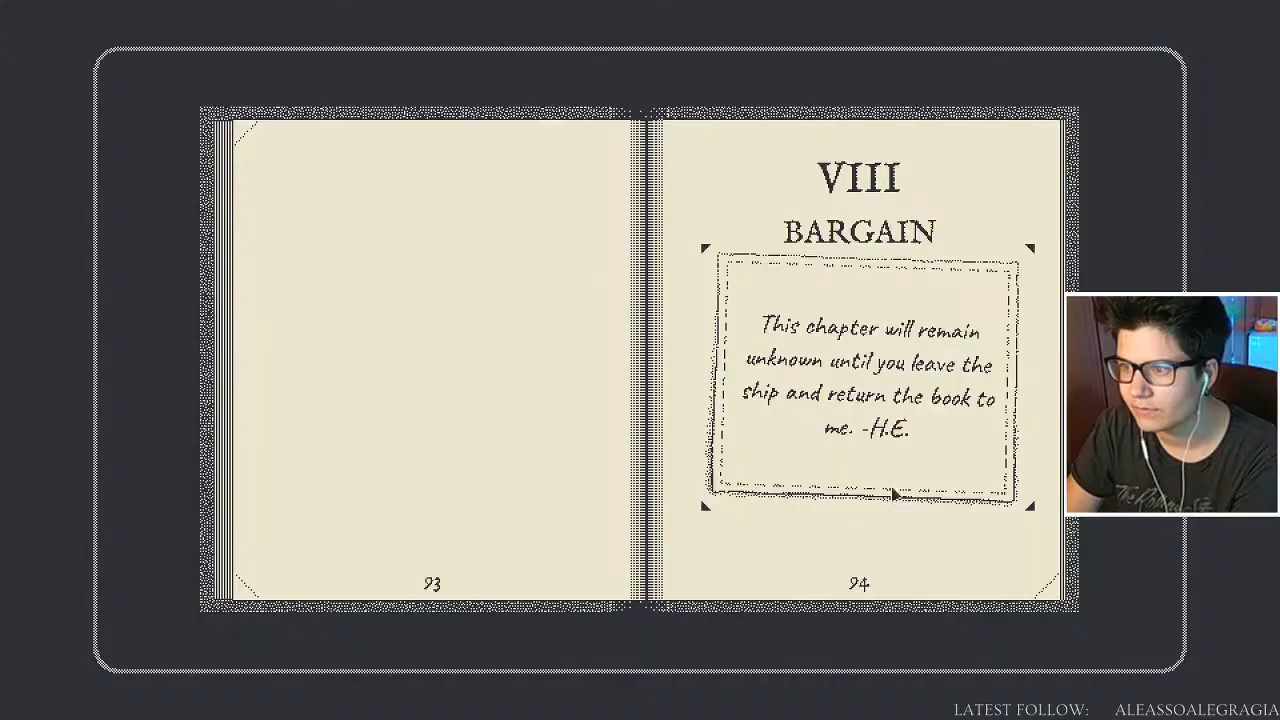 VIII
BARGAIN
This chapter will remain
unknown until you leave the
ship and return the book to
me. -H.E.
93
94
LATEST FOLLOW: ALEASSOALEGRAGIA